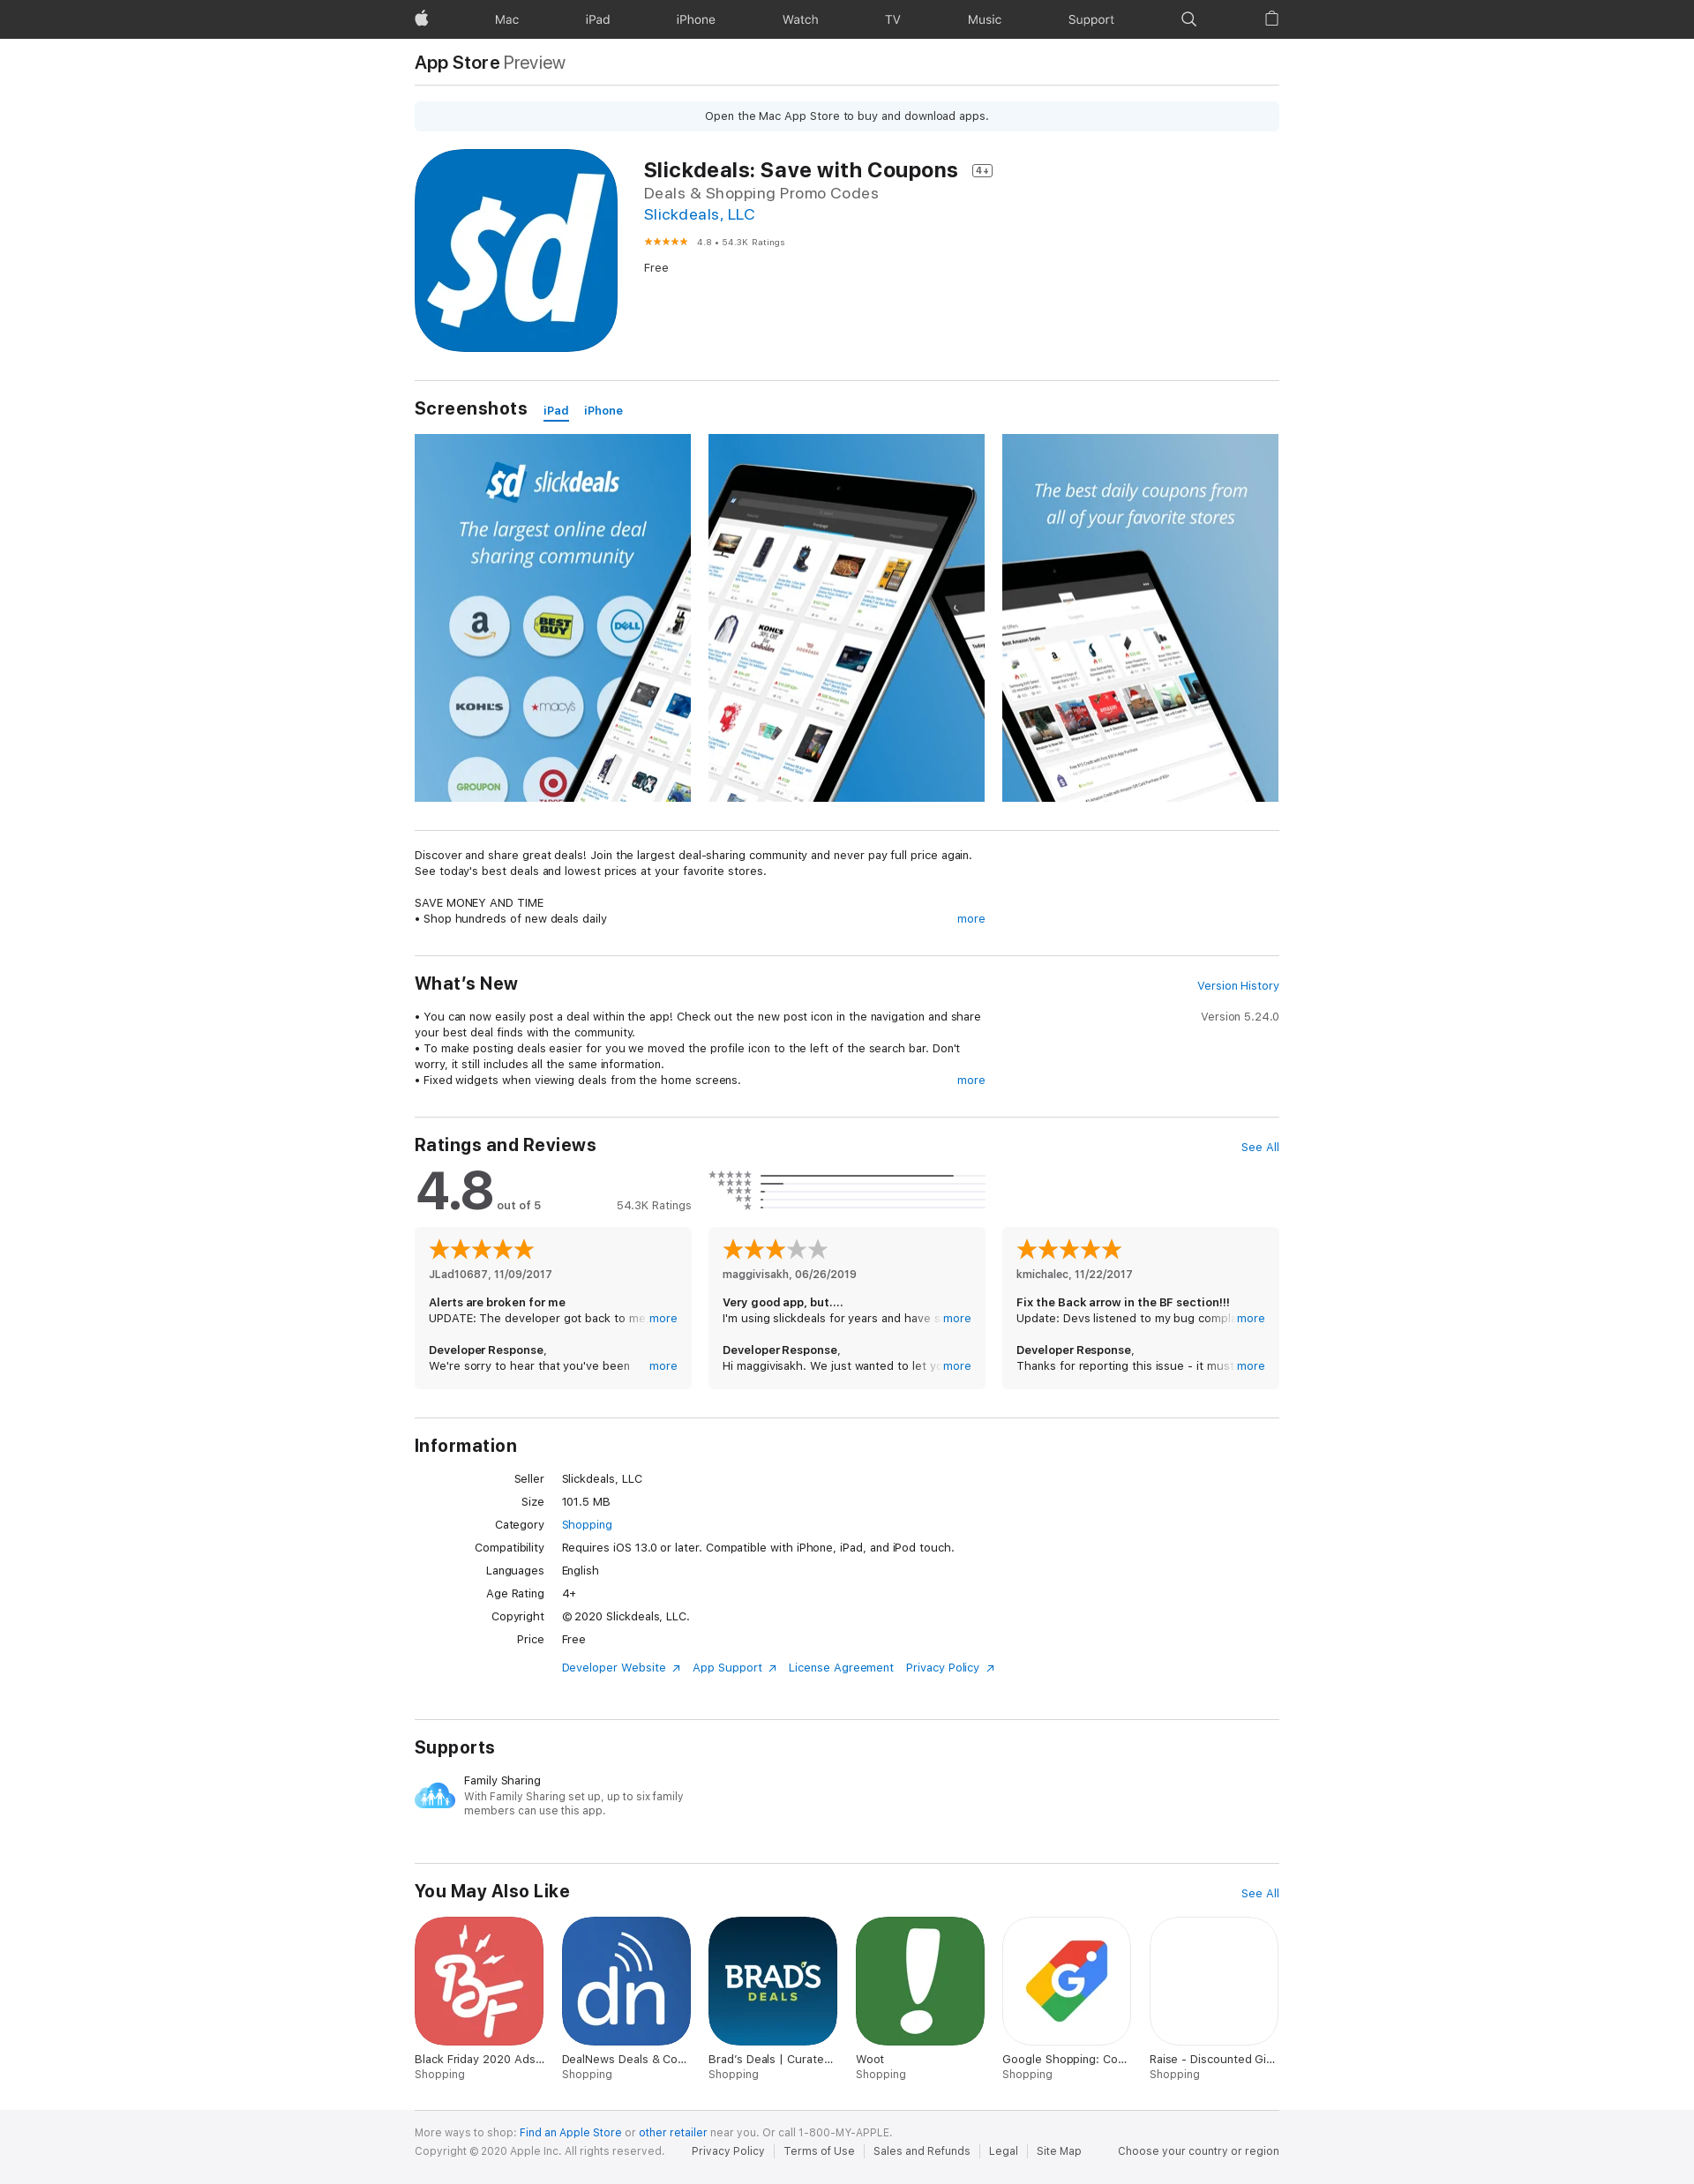 Mac iPad iPhone Watch TV Music Support
App Store Preview
Open the Mac App Store to buy and download apps.
$d
Slickdeals: Save with Coupons 4+
Deals & Shopping Promo Codes
Slickdeals, LLC
★★★★★ 4.8 • 54.3K Ratings
Free
Screenshots iPad iPhone
$d slickdeals
The largest online deal
sharing community
a
BEST BUY
DELL
KOHL'S
★macy's
GROUPON
KOHL'S
30% Off
The best daily coupons from
all of your favorite stores
Discover and share great deals! Join the largest deal-sharing community and never pay full price again.
See today's best deals and lowest prices at your favorite stores.
SAVE MONEY AND TIME
• Shop hundreds of new deals daily more
What's New Version History
• You can now easily post a deal within the app! Check out the new post icon in the navigation and share
your best deal finds with the community.
Version 5.24.0
• To make posting deals easier for you we moved the profile icon to the left of the search bar. Don't
worry, it still includes all the same information.
• Fixed widgets when viewing deals from the home screens. more
Ratings and Reviews See All
4.8 out of 5 54.3K Ratings
JLad10687, 11/09/2017
Alerts are broken for me
UPDATE: The developer got back to me more
Developer Response,
We're sorry to hear that you've been more
maggivisakh, 06/26/2019
Very good app, but....
I'm using slickdeals for years and have s more
Developer Response,
Hi maggivisakh. We just wanted to let yo more
kmichalec, 11/22/2017
Fix the Back arrow in the BF section!!!
Update: Devs listened to my bug compla more
Developer Response,
Thanks for reporting this issue - it must more
Information
Seller Slickdeals, LLC
Size 101.5 MB
Category Shopping
Compatibility Requires iOS 13.0 or later. Compatible with iPhone, iPad, and iPod touch.
Languages English
Age Rating 4+
Copyright © 2020 Slickdeals, LLC.
Price Free
Developer Website App Support License Agreement Privacy Policy
Supports
Family Sharing
With Family Sharing set up, up to six family
members can use this app.
You May Also Like See All
BF
dn
BRAD'S
DEALS
!
G
Black Friday 2020 Ads...
Shopping
DealNews Deals & Co...
Shopping
Brad's Deals | Curate...
Shopping
Woot
Shopping
Google Shopping: Co...
Shopping
Raise - Discounted Gi...
Shopping
More ways to shop: Find an Apple Store or other retailer near you. Or call 1-800-MY-APPLE.
Copyright © 2020 Apple Inc. All rights reserved. Privacy Policy Terms of Use Sales and Refunds Legal Site Map Choose your country or region